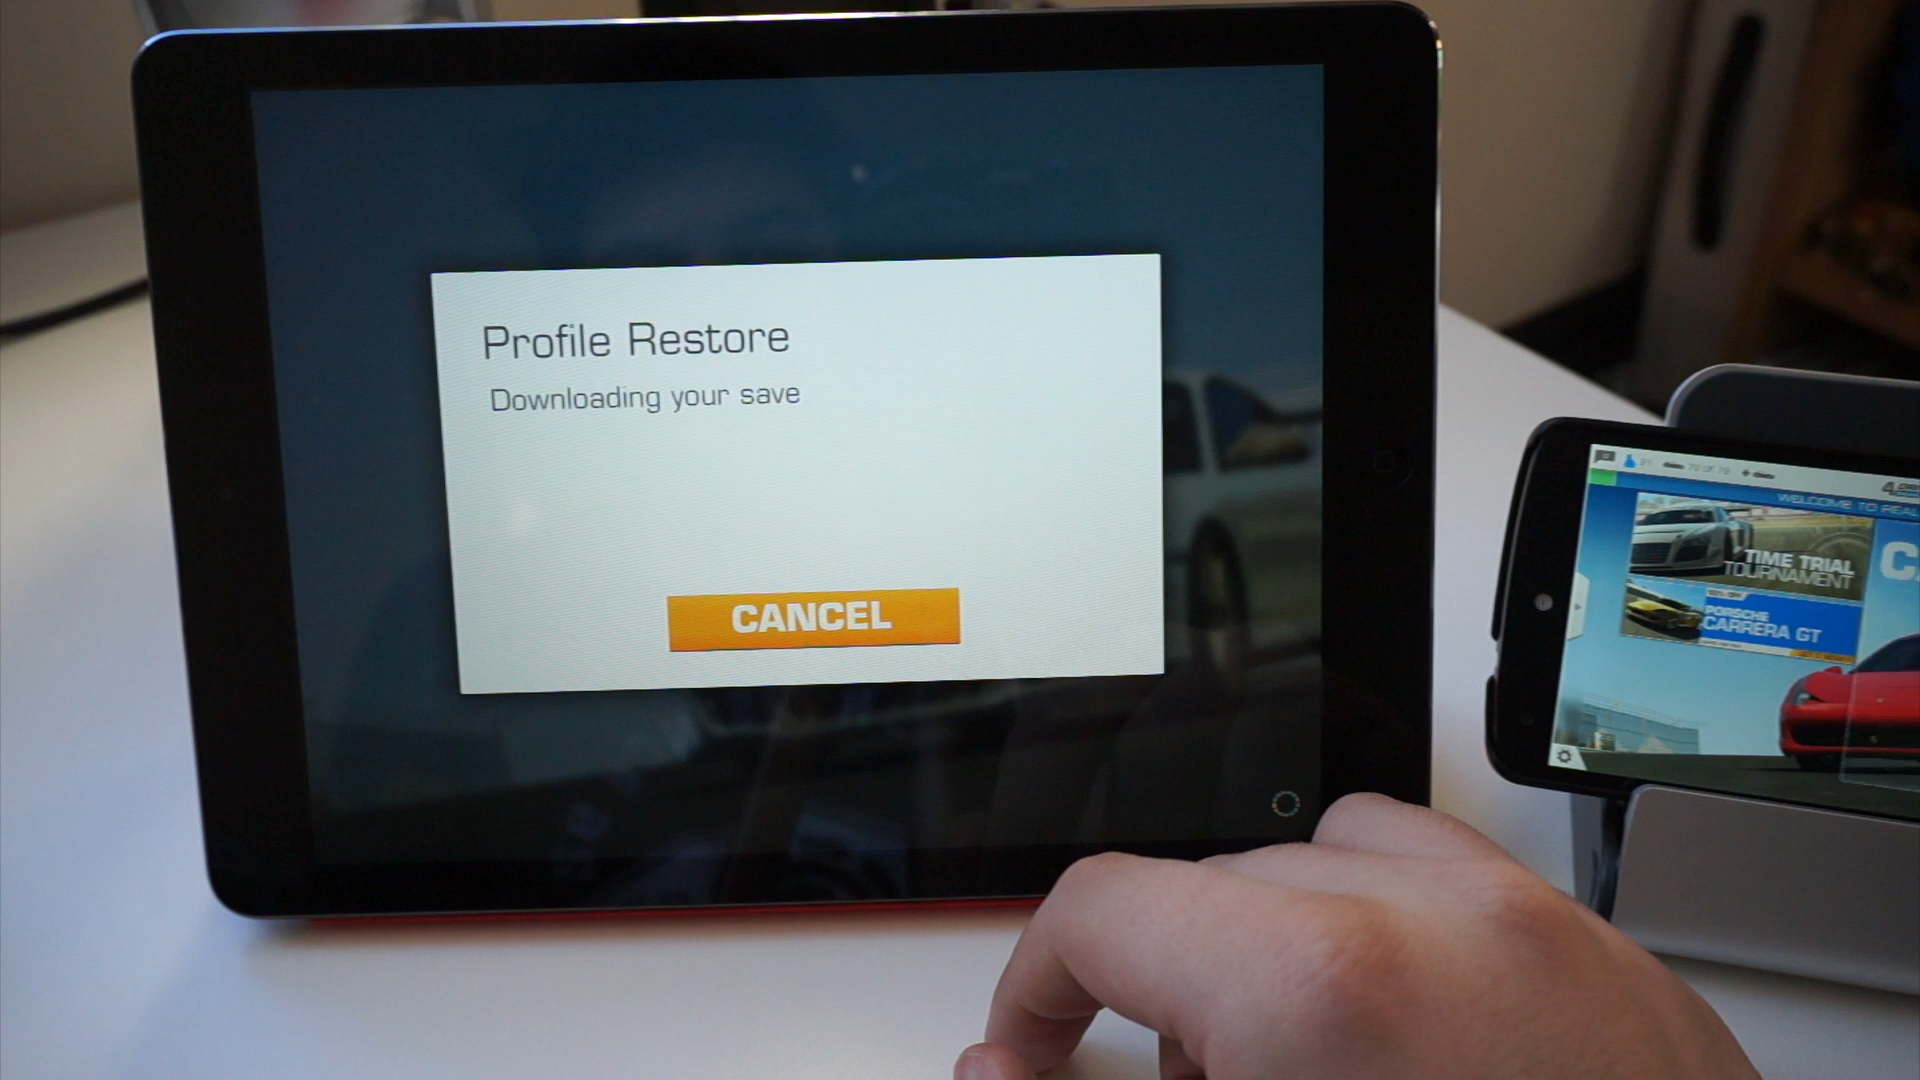 Profile Restore
Downloading your save
CANCEL
WELCOME TO REAL
TIME TRIAL
TOURNAMENT
PORSCHE
CARRERA GT